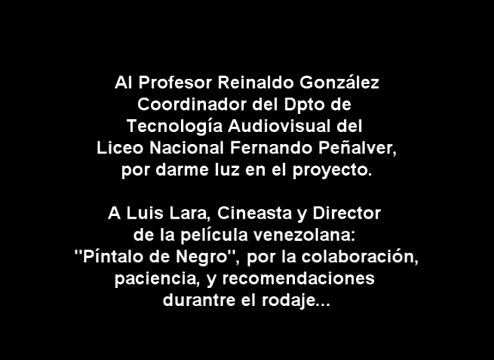 Al Profesor Reinaldo González
Coordinador del Dpto de
Tecnología Audiovisual del
Liceo Nacional Fernando Peñalver,
por darme luz en el proyecto.
A Luis Lara, Cineasta y Director
de la película venezolana:
"Píntalo de Negro", por la colaboración,
paciencia, y recomendaciones
durantre el rodaje...